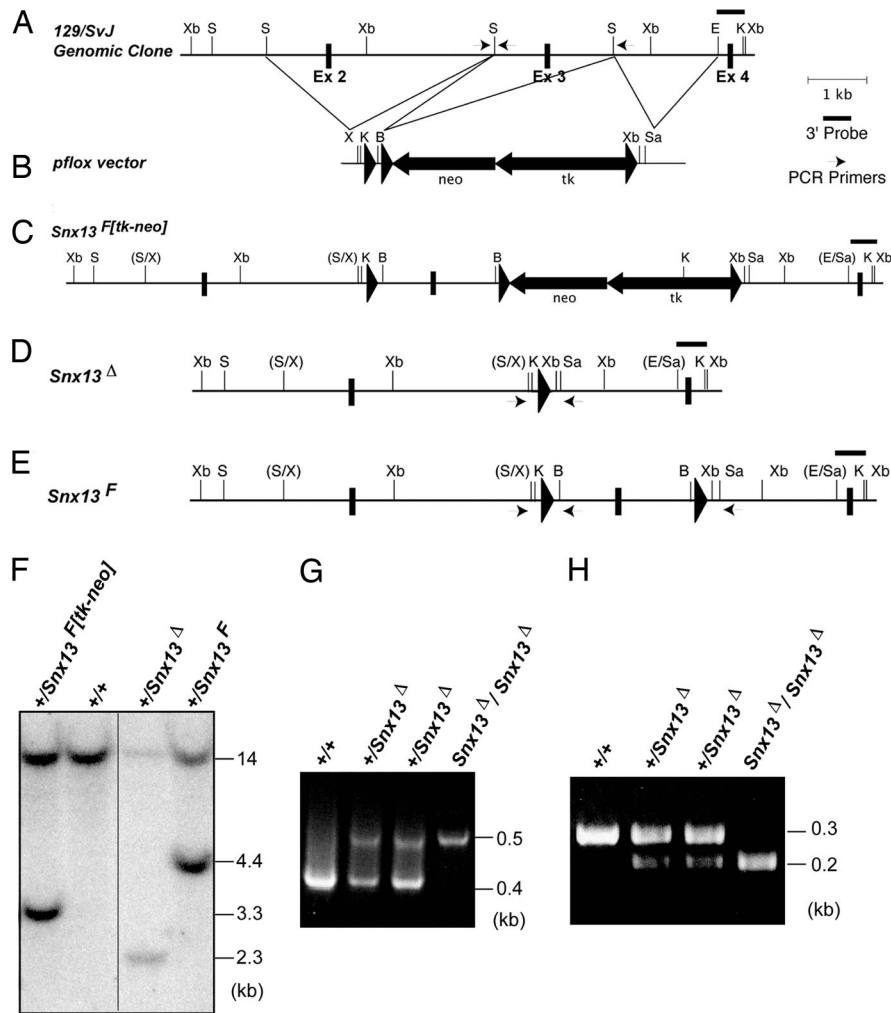 A
129/SvJ
Genomic Clone
Xb S S Xb S S Xb E K Xb
Ex 2 Ex 3 Ex 4
1 kb
3' Probe
PCR Primers
B
pflox vector
X K B Xb Sa
neo tk
C
Snx13 F[tk-neo]
Xb S (S/X) Xb (S/X) K B B K Xb Sa Xb (E/Sa) K Xb
neo tk
D
Snx13 Δ
Xb S (S/X) Xb (S/X) K Xb Sa Xb (E/Sa) K Xb
E
Snx13 F
Xb S (S/X) Xb (S/X) K B B Xb Sa Xb (E/Sa) K Xb
F
+/Snx13 F[tk-neo]
+/+
+/Snx13 Δ
+/Snx13 F
14
4.4
3.3
2.3
(kb)
G
+/+
+/Snx13 Δ
+/Snx13 Δ
Snx13 Δ / Snx13 Δ
0.5
0.4
(kb)
H
+/+
+/Snx13 Δ
+/Snx13 Δ
Snx13 Δ / Snx13 Δ
0.3
0.2
(kb)